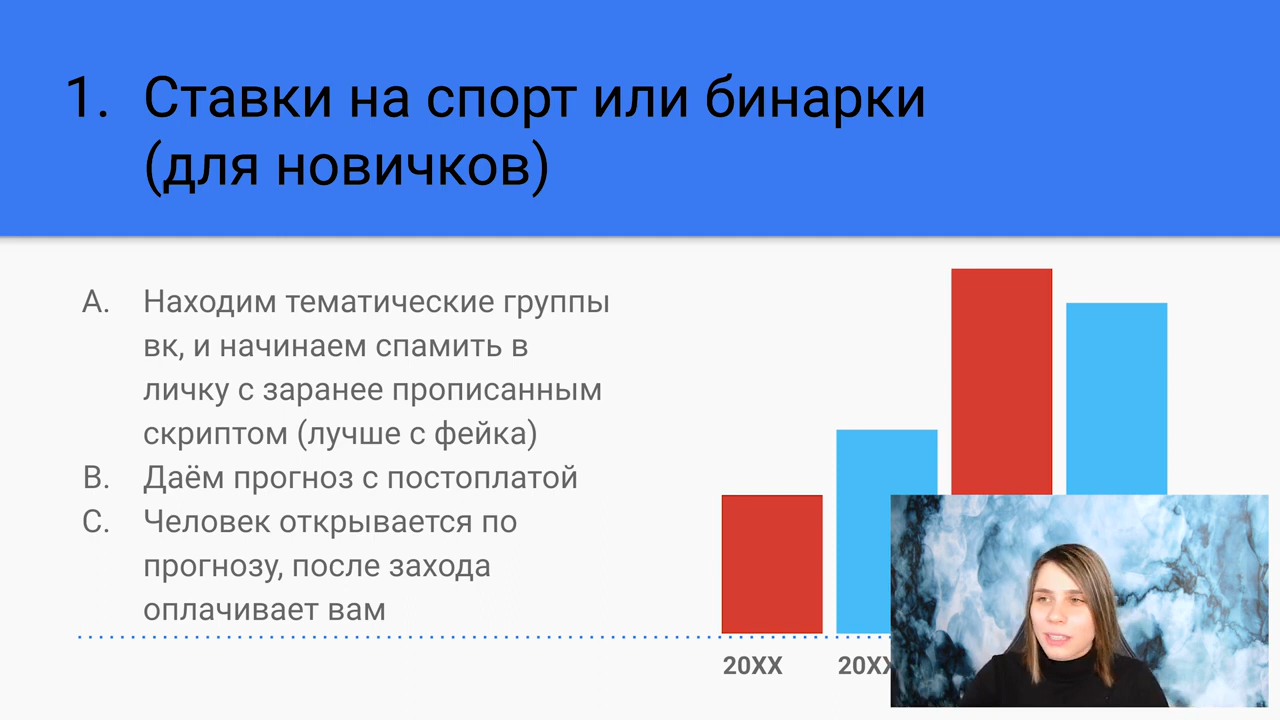 1. Ставки на спорт или бинарки
(для новичков)
A. Находим тематические группы
вк, и начинаем спамить в
личку с заранее прописанным
скриптом (лучше с фейка)
B. Даём прогноз с постоплатой
C. Человек открывается по
прогнозу, после захода
оплачивает вам
20XX 20XX